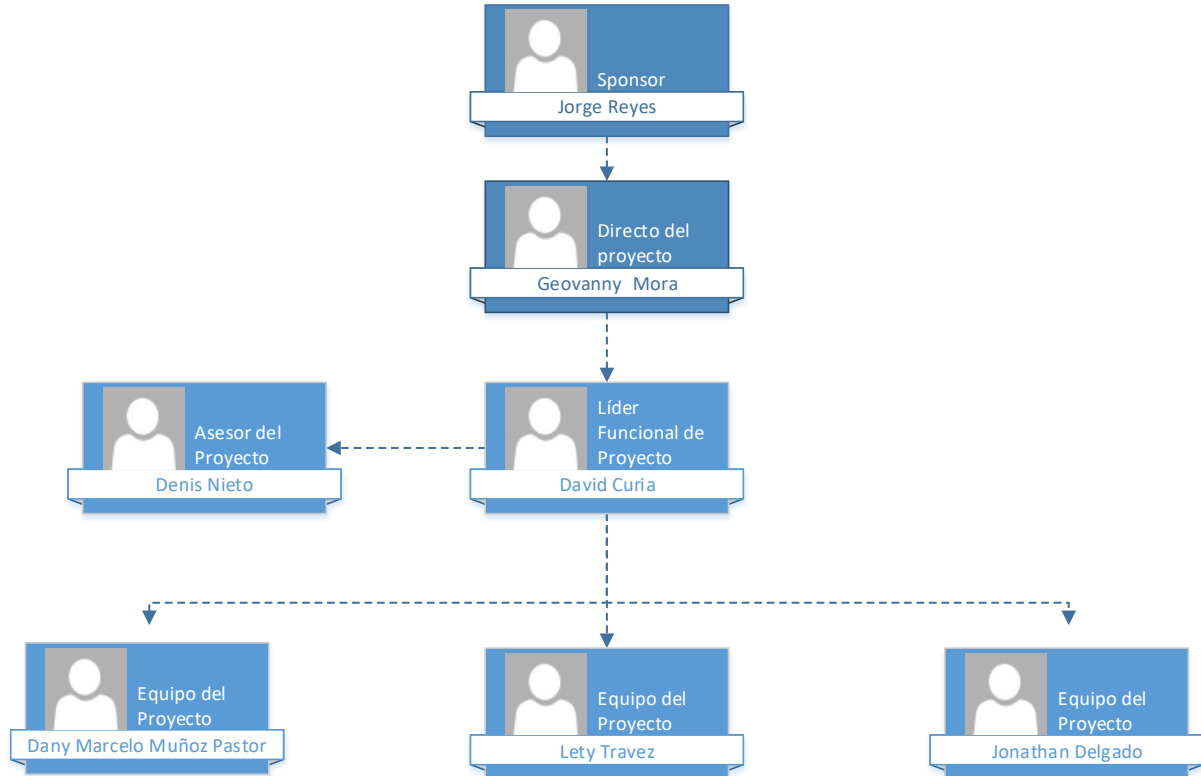 Sponsor
Jorge Reyes
Directo del
proyecto
Geovanny Mora
Asesor del
Proyecto
Denis Nieto
Líder
Funcional de
Proyecto
David Curia
Equipo del
Proyecto
Dany Marcelo Muñoz Pastor
Equipo del
Proyecto
Lety Travez
Equipo del
Proyecto
Jonathan Delgado